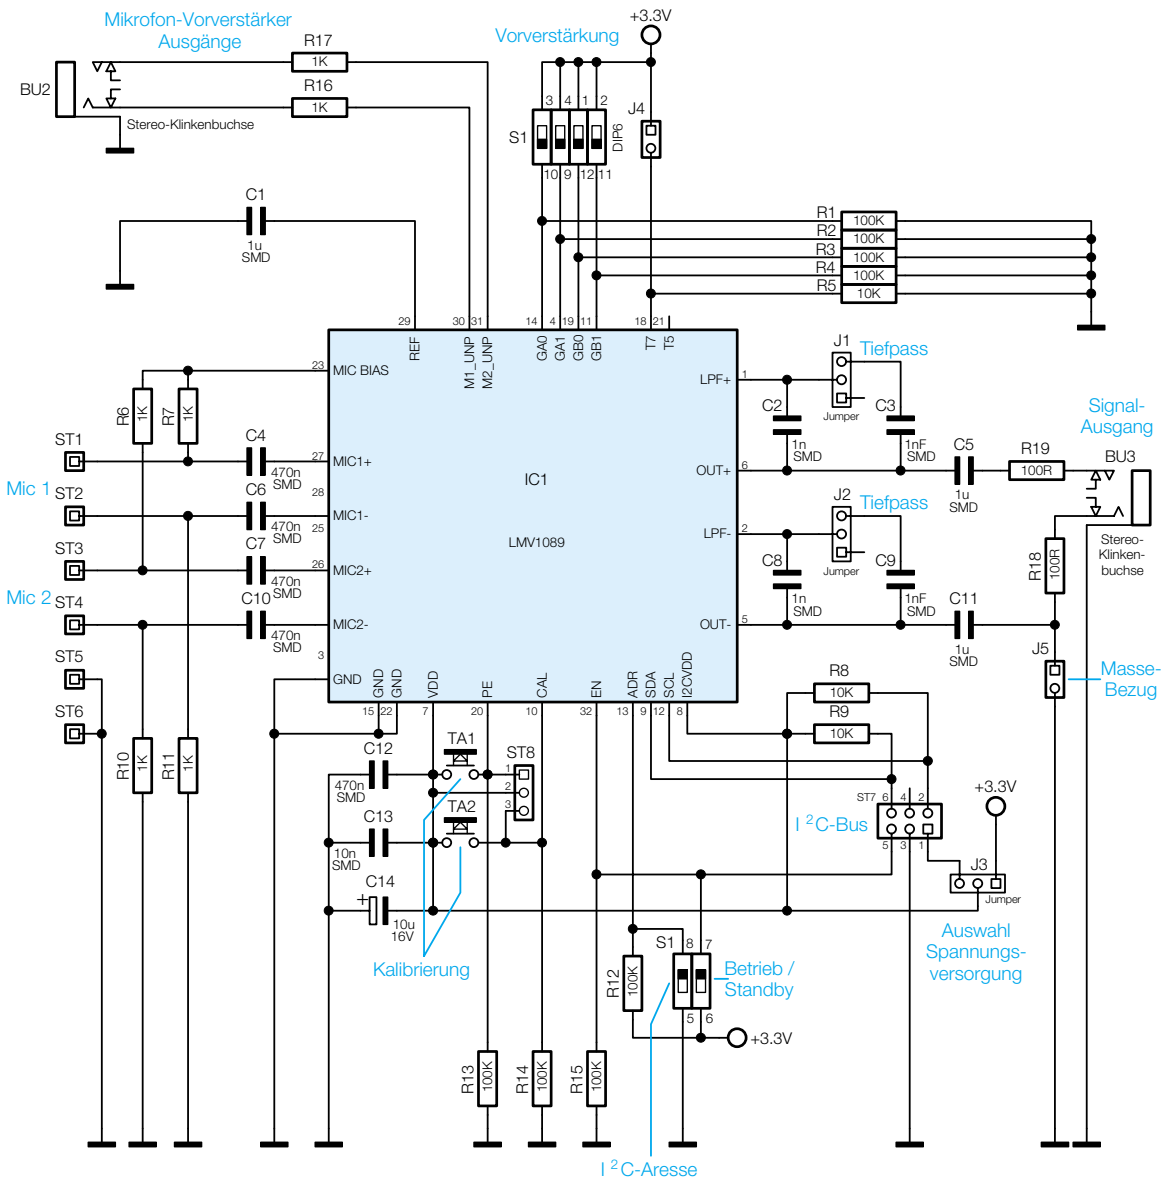 Mikrofon-Vorverstärker
Ausgänge
Vorverstärkung
+3.3V
R17
1K
BU2
R16
1K
Stereo-Klinkenbuchse
3 4 1 2
S1
DIP6
J4
10 9 12 11
C1
1u
SMD
R1
100K
R2
100K
R3
100K
R4
100K
R5
10K
29 30 31 14 4 19 11 18 21
REF
M1_UNP
M2_UNP
GA0
GA1
GB0
GB1
T7
T5
23
MIC BIAS
R6
1K
R7
1K
ST1
C4
470n
SMD
27
MIC1+
Mic 1
28
ST2
C6
470n
SMD
MIC1-
25
ST3
C7
470n
SMD
26
MIC2+
Mic 2
ST4
C10
470n
SMD
MIC2-
3
GND
ST5
ST6
IC1
LMV1089
LPF+
1
J1
Tiefpass
Jumper
C2
1n
SMD
C3
1nF
SMD
OUT+
6
C5
1u
SMD
R19
100R
Signal-
Ausgang
BU3
Stereo-
Klinken-
buchse
J2
Tiefpass
LPF-
2
Jumper
C8
1n
SMD
C9
1nF
SMD
OUT-
5
C11
1u
SMD
R18
100R
J5
Masse-
Bezug
GND
GND
VDD
PE
CAL
EN
ADR
SDA
SCL
I2CVDD
15 22 7 20 10 32 13 9 12 8
R8
10K
R9
10K
R10
1K
R11
1K
C12
470n
SMD
TA1
ST8
1
2
3
C13
10n
SMD
TA2
C14
+
10u
16V
Kalibrierung
ST7
6 4 2
I²C-Bus
5 3 1
+3.3V
J3
Jumper
Auswahl
Spannungs-
versorgung
S1
8 7
R12
100K
Betrieb /
Standby
5 6
+3.3V
R13
100K
R14
100K
R15
100K
I²C-Aresse